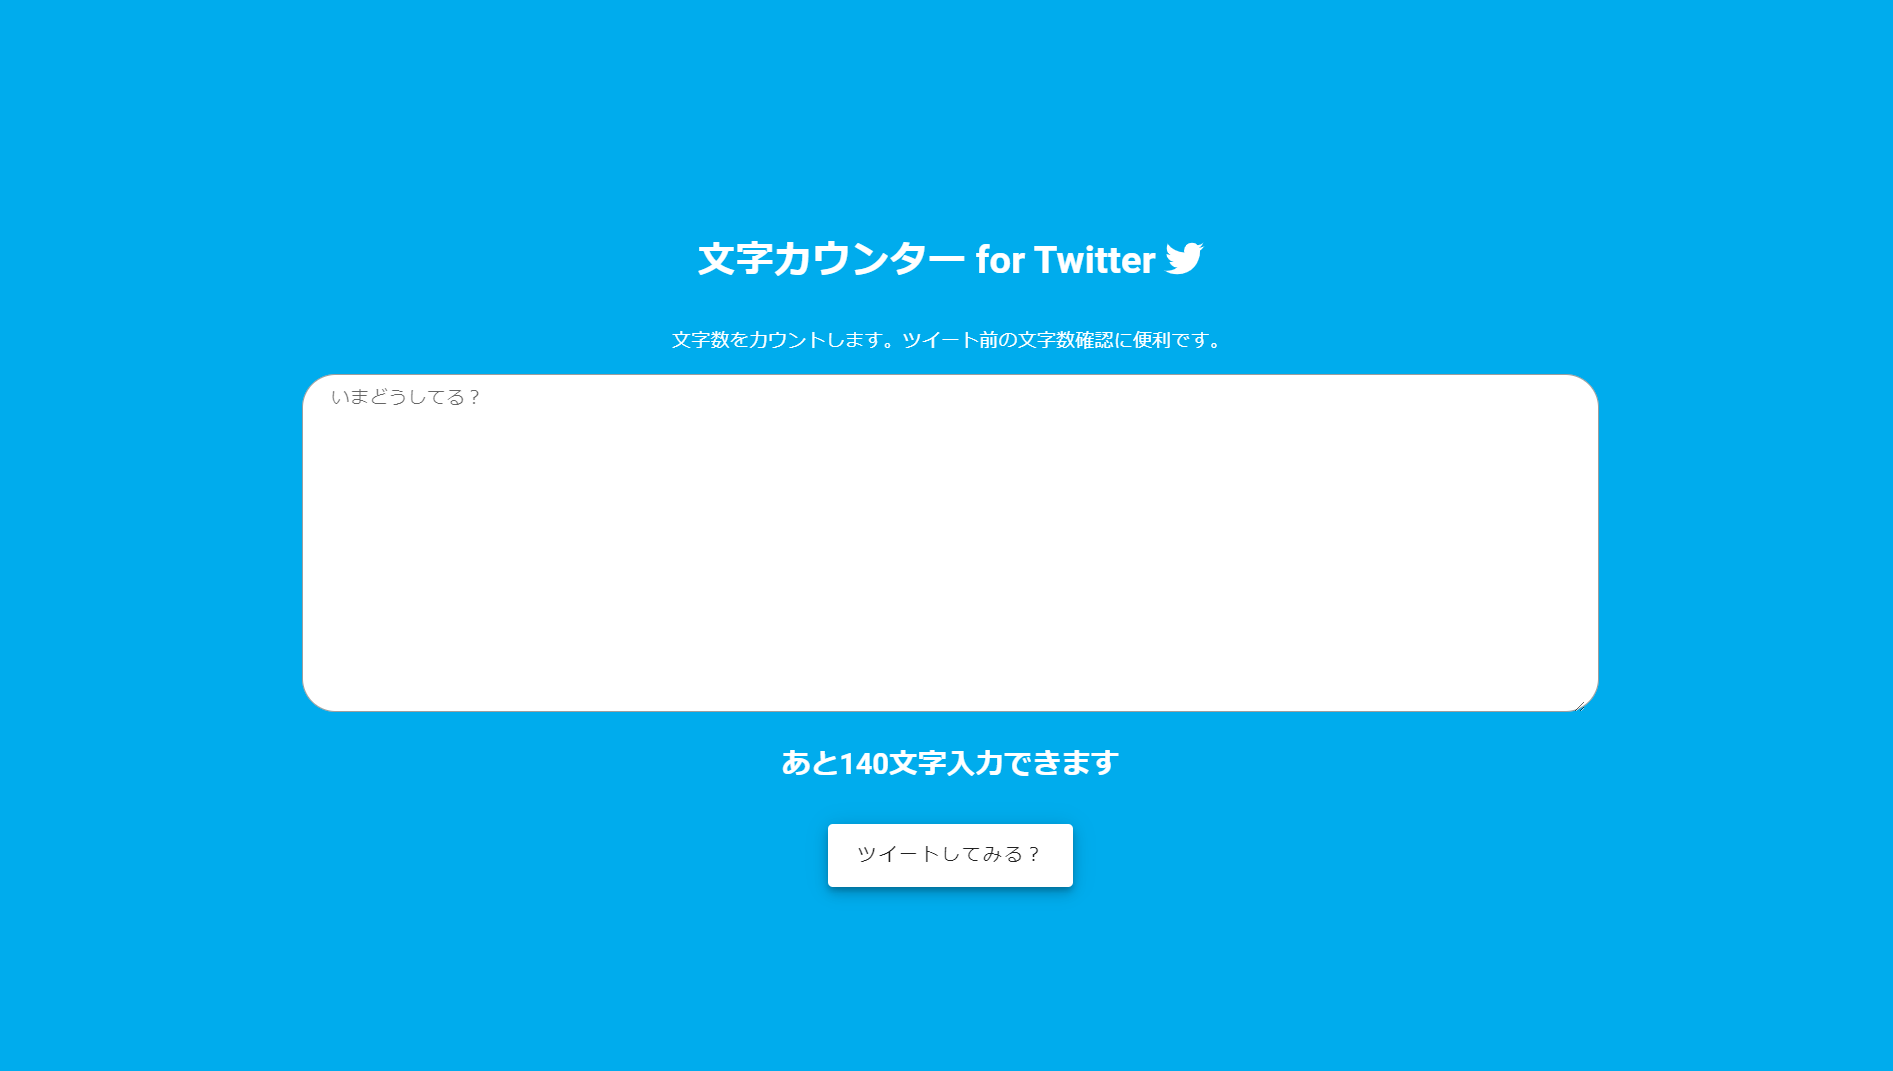 文字カウンター for Twitter
文字数をカウントします。ツイート前の文字数確認に便利です。
いまどうしてる？
あと140文字入力できます
ツイートしてみる？